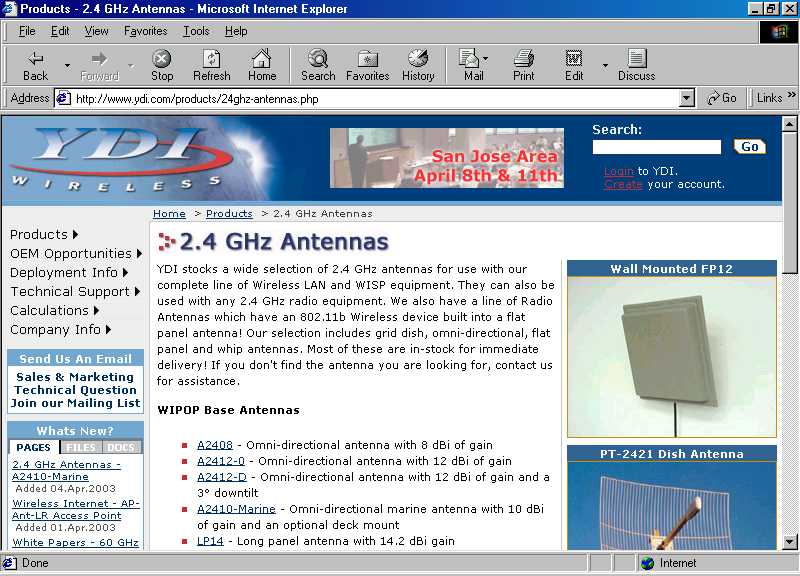 Products - 2.4 GHz Antennas - Microsoft Internet Explorer
File Edit View Favorites Tools Help
Back Forward Stop Refresh Home Search Favorites History Mail Print Edit Discuss
Address http://www.ydi.com/products/24ghz-antennas.php Go Links »
YDI
WIRELESS
San Jose Area
April 8th & 11th
Search:
Go
Login to YDI.
Create your account.
Home > Products > 2.4 GHz Antennas
Products
OEM Opportunities
Deployment Info
Technical Support
Calculations
Company Info
Send Us An Email
Sales & Marketing
Technical Question
Join our Mailing List
Whats New?
PAGES FILES DOCS
2.4 GHz Antennas -
A2410-Marine
Added 04.Apr.2003
Wireless Internet - AP-
Ant-LR Access Point
Added 01.Apr.2003
White Papers - 60 GHz
2.4 GHz Antennas
YDI stocks a wide selection of 2.4 GHz antennas for use with our
complete line of Wireless LAN and WISP equipment. They can also be
used with any 2.4 GHz radio equipment. We also have a line of Radio
Antennas which have an 802.11b Wireless device built into a flat
panel antenna! Our selection includes grid dish, omni-directional, flat
panel and whip antennas. Most of these are in-stock for immediate
delivery! If you don't find the antenna you are looking for, contact us
for assistance.
WIPOP Base Antennas
A2408 - Omni-directional antenna with 8 dBi of gain
A2412-0 - Omni-directional antenna with 12 dBi of gain
A2412-D - Omni-directional antenna with 12 dBi of gain and a
3° downtilt
A2410-Marine - Omni-directional marine antenna with 10 dBi
of gain and an optional deck mount
LP14 - Long panel antenna with 14.2 dBi gain
Wall Mounted FP12
PT-2421 Dish Antenna
Done
Internet